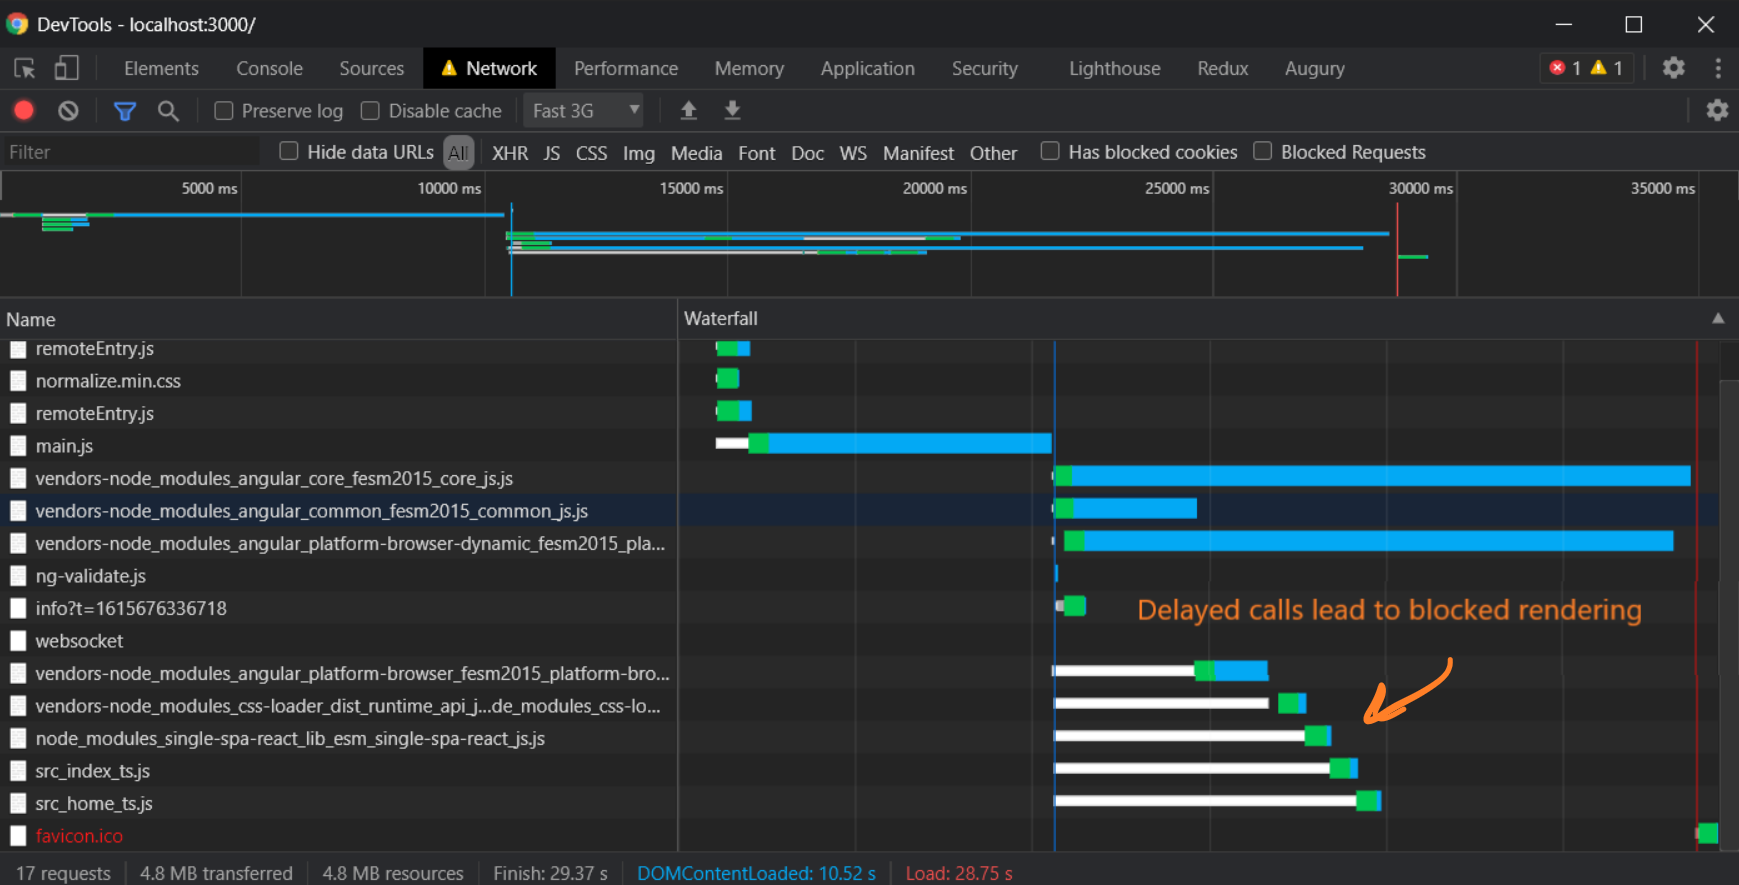 DevTools - localhost:3000/
Elements Console Sources Network Performance Memory Application Security Lighthouse Redux Augury 1 1
Preserve log Disable cache Fast 3G
Filter Hide data URLs All XHR JS CSS Img Media Font Doc WS Manifest Other Has blocked cookies Blocked Requests
5000 ms 10000 ms 15000 ms 20000 ms 25000 ms 30000 ms 35000 ms
Name Waterfall
remoteEntry.js
normalize.min.css
remoteEntry.js
main.js
vendors-node_modules_angular_core_fesm2015_core_js.js
vendors-node_modules_angular_common_fesm2015_common_js.js
vendors-node_modules_angular_platform-browser-dynamic_fesm2015_pla...
ng-validate.js
info?t=1615676336718
Delayed calls lead to blocked rendering
websocket
vendors-node_modules_angular_platform-browser_fesm2015_platform-bro...
vendors-node_modules_css-loader_dist_runtime_api_j...de_modules_css-lo...
node_modules_single-spa-react_lib_esm_single-spa-react_js.js
src_index_ts.js
src_home_ts.js
favicon.ico
17 requests 4.8 MB transferred 4.8 MB resources Finish: 29.37 s DOMContentLoaded: 10.52 s Load: 28.75 s